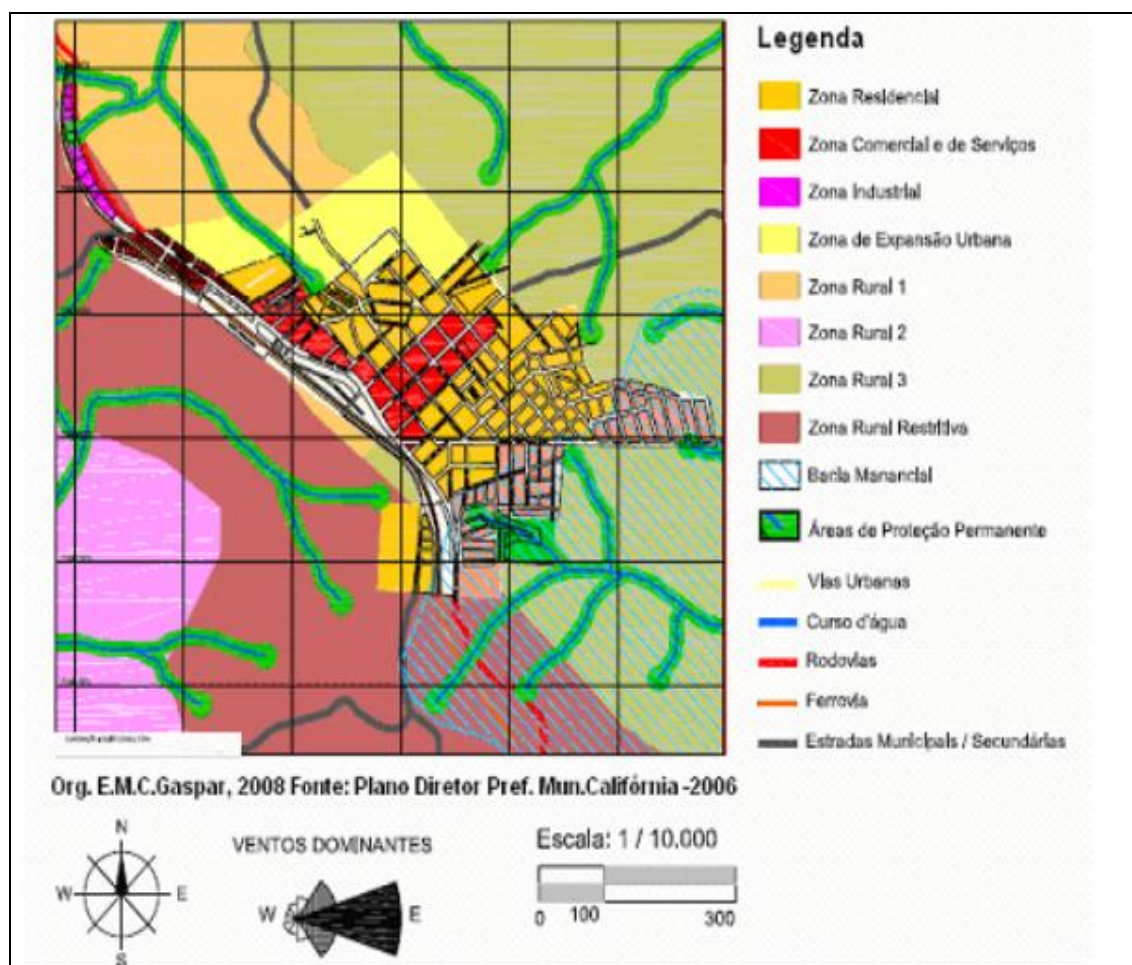 Legenda
Zona Residencial
Zona Comercial e de Serviços
Zona Industrial
Zona de Expansão Urbana
Zona Rural 1
Zona Rural 2
Zona Rural 3
Zona Rural Restritiva
Bacia Manancial
Áreas de Proteção Permanente
Vias Urbanas
Curso d'água
Rodovias
Ferrovia
Estradas Municipais / Secundárias
Org. E.M.C.Gaspar, 2008 Fonte: Plano Diretor Pref. Mun.Califórnia -2006
N
W E
S
VENTOS DOMINANTES
W E
Escala: 1 / 10.000
0 100 300